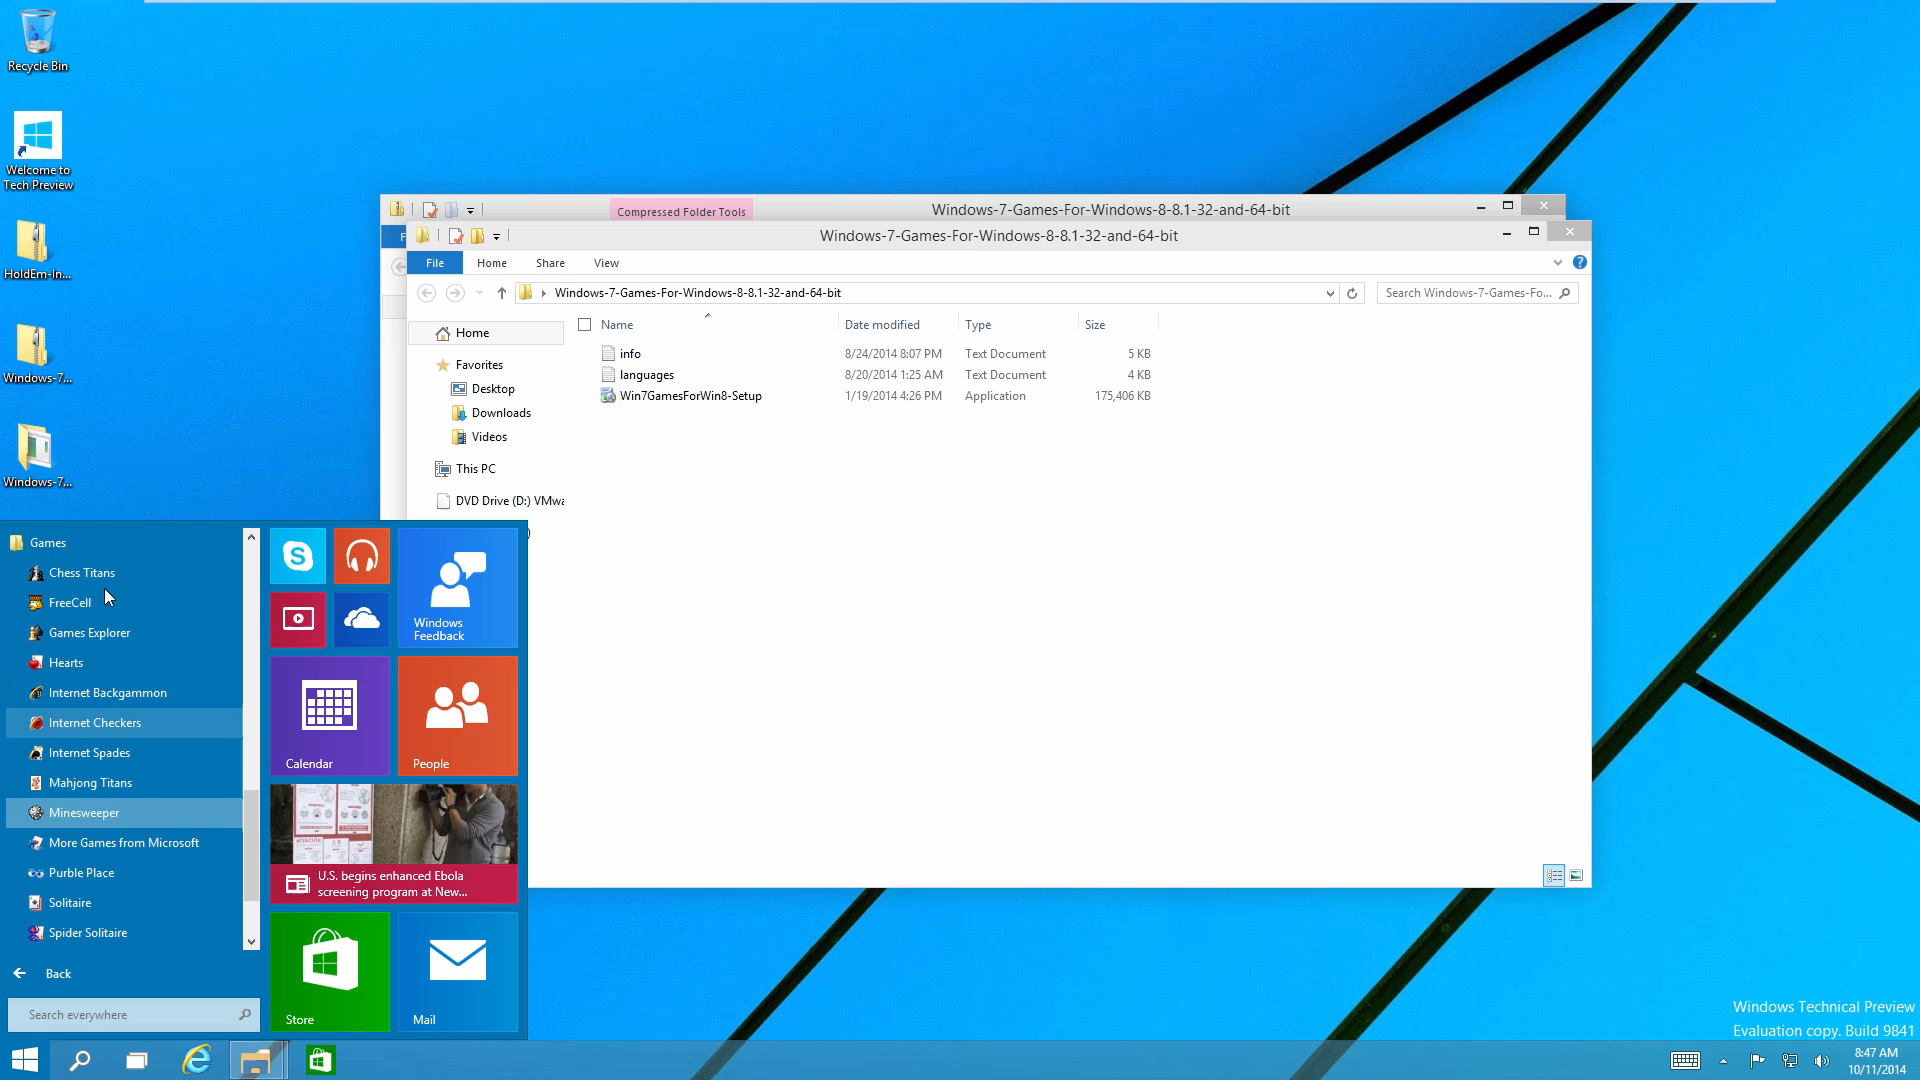 Recycle Bin
Welcome to
Tech Preview
HoldEm-In...
Windows-7...
Windows-7...
Compressed Folder Tools
Windows-7-Games-For-Windows-8-8.1-32-and-64-bit
F
Windows-7-Games-For-Windows-8-8.1-32-and-64-bit
File
Home
Share
View
Windows-7-Games-For-Windows-8-8.1-32-and-64-bit
Search Windows-7-Games-Fo...
Home
Favorites
Desktop
Downloads
Videos
This PC
DVD Drive (D:) VMwa
Name
Date modified
Type
Size
info
8/24/2014 8:07 PM
Text Document
5 KB
languages
8/20/2014 1:25 AM
Text Document
4 KB
Win7GamesForWin8-Setup
1/19/2014 4:26 PM
Application
175,406 KB
Games
Chess Titans
FreeCell
Games Explorer
Hearts
Internet Backgammon
Internet Checkers
Internet Spades
Mahjong Titans
Minesweeper
More Games from Microsoft
Purble Place
Solitaire
Spider Solitaire
Back
Search everywhere
Windows
Feedback
Calendar
People
U.S. begins enhanced Ebola
screening program at New...
Store
Mail
Windows Technical Preview
Evaluation copy. Build 9841
8:47 AM
10/11/2014